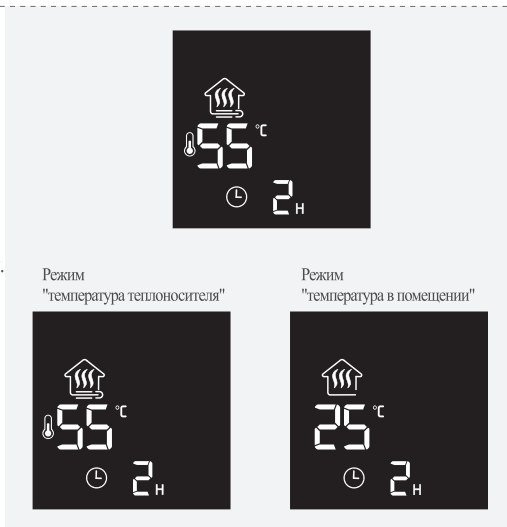 55 °C
2 H
Режим
"температура теплоносителя"
55 °C
2 H
Режим
"температура в помещении"
25 °C
2 H